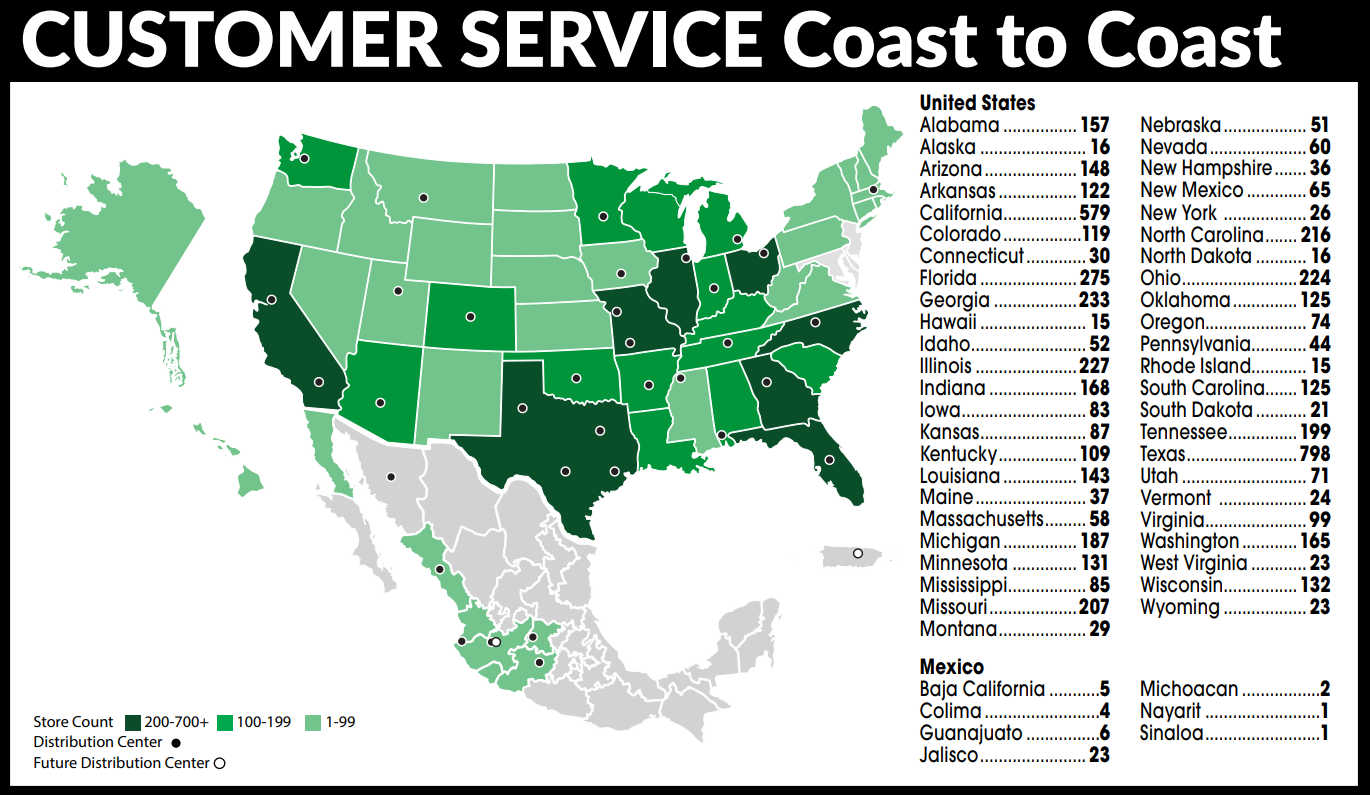 CUSTOMER SERVICE Coast to Coast
United States
Alabama ................ 157
Alaska ................ 16
Arizona ................ 148
Arkansas ............... 122
California .............. 579
Colorado .............. 119
Connecticut .......... 30
Florida ................. 275
Georgia ............... 233
Hawaii ................. 15
Idaho ................... 52
Illinois .................. 227
Indiana ................ 168
Iowa .................... 83
Kansas ................. 87
Kentucky .............. 109
Louisiana ............. 143
Maine .................. 37
Massachusetts ....... 58
Michigan .............. 187
Minnesota ............ 131
Mississippi ............ 85
Missouri ............... 207
Montana .............. 29
Nebraska .............. 51
Nevada ................ 60
New Hampshire ...... 36
New Mexico .......... 65
New York ............. 26
North Carolina ....... 216
North Dakota ......... 16
Ohio .................... 224
Oklahoma ............. 125
Oregon ................ 74
Pennsylvania ......... 44
Rhode Island ......... 15
South Carolina ....... 125
South Dakota ......... 21
Tennessee ............ 199
Texas .................. 798
Utah .................... 71
Vermont ............... 24
Virginia ................ 99
Washington ........... 165
West Virginia ......... 23
Wisconsin ............. 132
Wyoming .............. 23
Mexico
Baja California .......... 5
Colima .................. 4
Guanajuato ............ 6
Jalisco .................. 23
Michoacan ............. 2
Nayarit ................. 1
Sinaloa ................. 1
Store Count 200-700+ 100-199 1-99
Distribution Center
Future Distribution Center